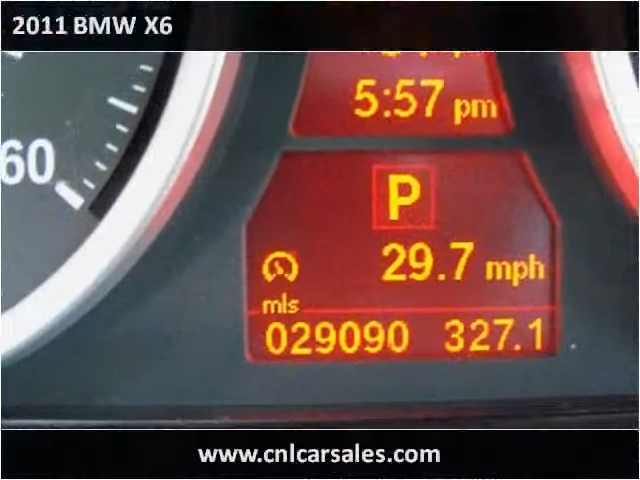 2011 BMW X6
5:57 pm
60
P
29.7 mph
mls
029090 327.1
www.cnlcarsales.com